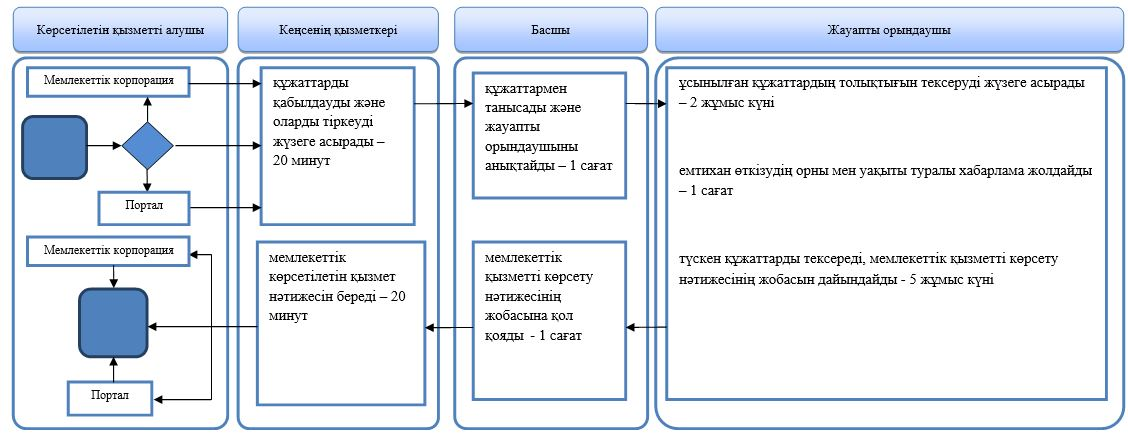 Көрсетілетін қызметті алушы
Кеңсенің қызметкері
Басшы
Жауапты орындаушы
Мемлекеттік корпорация
Портал
құжаттарды
қабылдауды және
оларды тіркеуді
жүзеге асырады –
20 минут
құжаттармен
танысады және
жауапты
орындаушыны
анықтайды – 1 сағат
ұсынылған құжаттардың толықтығын тексеруді жүзеге асырады
– 2 жұмыс күні
емтихан өткізудің орны мен уақыты туралы хабарлама жолдайды
– 1 сағат
түскен құжаттарды тексереді, мемлекеттік қызметті көрсету
нәтижесінің жобасын дайындайды - 5 жұмыс күні
Мемлекеттік корпорация
Портал
мемлекеттік
көрсетілетін қызмет
нәтижесін береді – 20
минут
мемлекеттік
қызметті көрсету
нәтижесінің
жобасына қол
қояды - 1 сағат